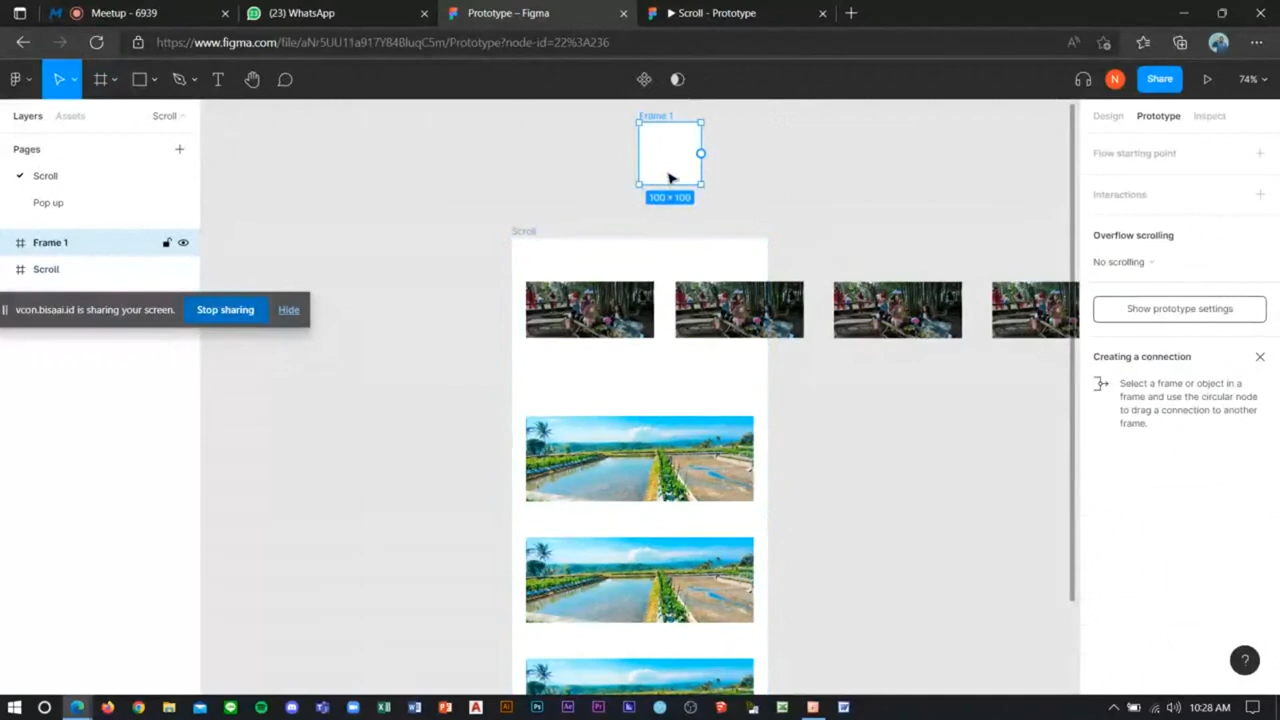 Meetup - 6939
(23) WhatsApp
Prototype – Figma
Scroll - Prototype
https://www.figma.com/file/aNr5UU11a917Y84BluqC5m/Prototype?node-id=22%3A236
N
Share
74%
Layers
Assets
Scroll
Pages
Scroll
Pop up
Frame 1
Scroll
vcon.bisaai.id is sharing your screen.
Stop sharing
Hide
Frame 1
100 × 100
Scroll
Design
Prototype
Inspect
Flow starting point
Interactions
Overflow scrolling
No scrolling
Show prototype settings
Creating a connection
Select a frame or object in a
frame and use the circular node
to drag a connection to another
frame.
?
10:28 AM